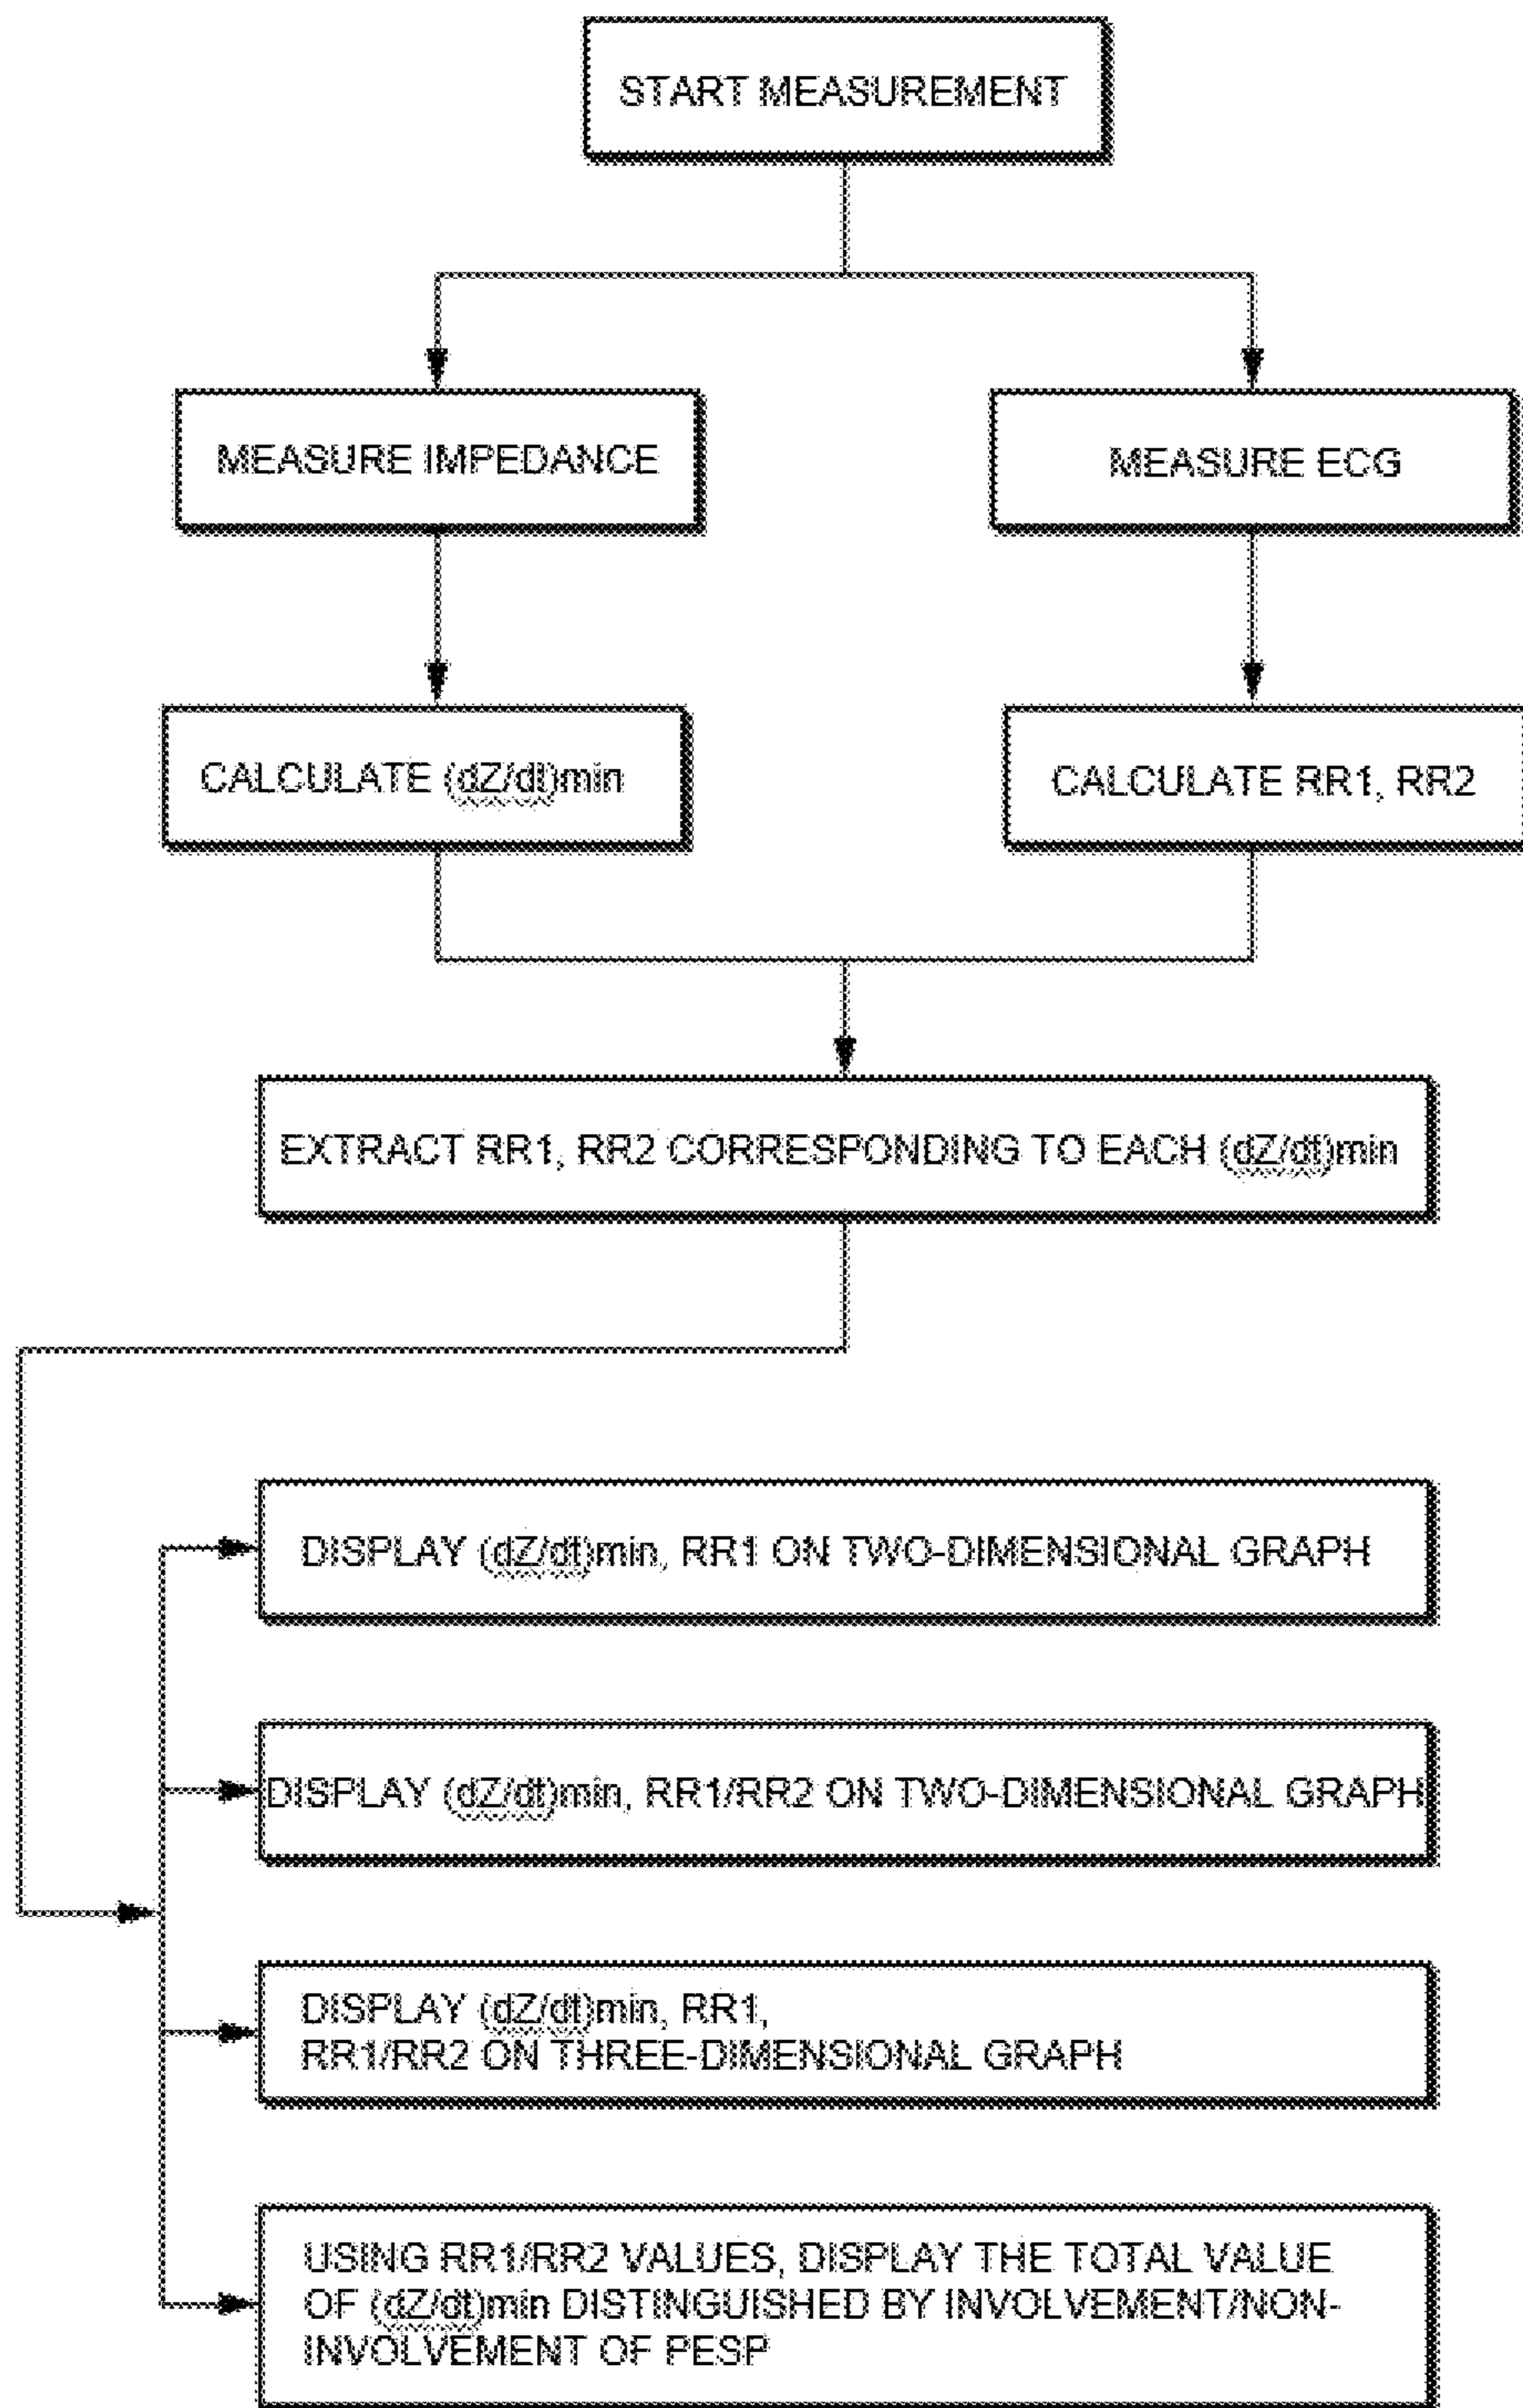 START MEASUREMENT
MEASURE IMPEDANCE
MEASURE ECG
CALCULATE (dZ/dt)min
CALCULATE RR1, RR2
EXTRACT RR1, RR2 CORRESPONDING TO EACH (dZ/dt)min
DISPLAY (dZ/dt)min, RR1 ON TWO-DIMENSIONAL GRAPH
DISPLAY (dZ/dt)min, RR1/RR2 ON TWO-DIMENSIONAL GRAPH
DISPLAY (dZ/dt)min, RR1,
RR1/RR2 ON THREE-DIMENSIONAL GRAPH
USING RR1/RR2 VALUES, DISPLAY THE TOTAL VALUE
OF (dZ/dt)min DISTINGUISHED BY INVOLVEMENT/NON-
INVOLVEMENT OF PESP